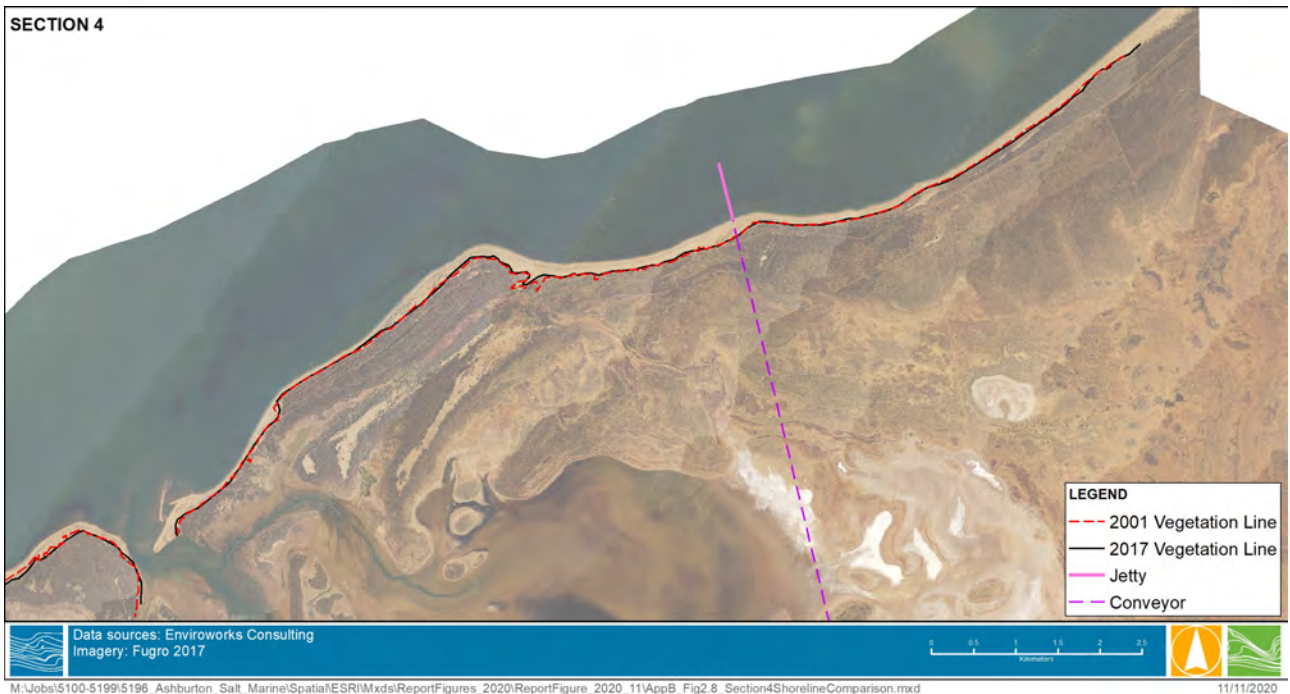 SECTION 4
LEGEND
2001 Vegetation Line
2017 Vegetation Line
Jetty
Conveyor
Data sources: Enviroworks Consulting
Imagery: Fugro 2017
0 0.5 1 1.5 2 2.5
Kilometers
M:\Jobs\5100-5199\5196_Ashburton_Salt_Marine\Spatial\ESRI\Mxds\ReportFigures_2020\ReportFigure_2020_11\AppB_Fig2.8_Section4ShorelineComparison.mxd
11/11/2020